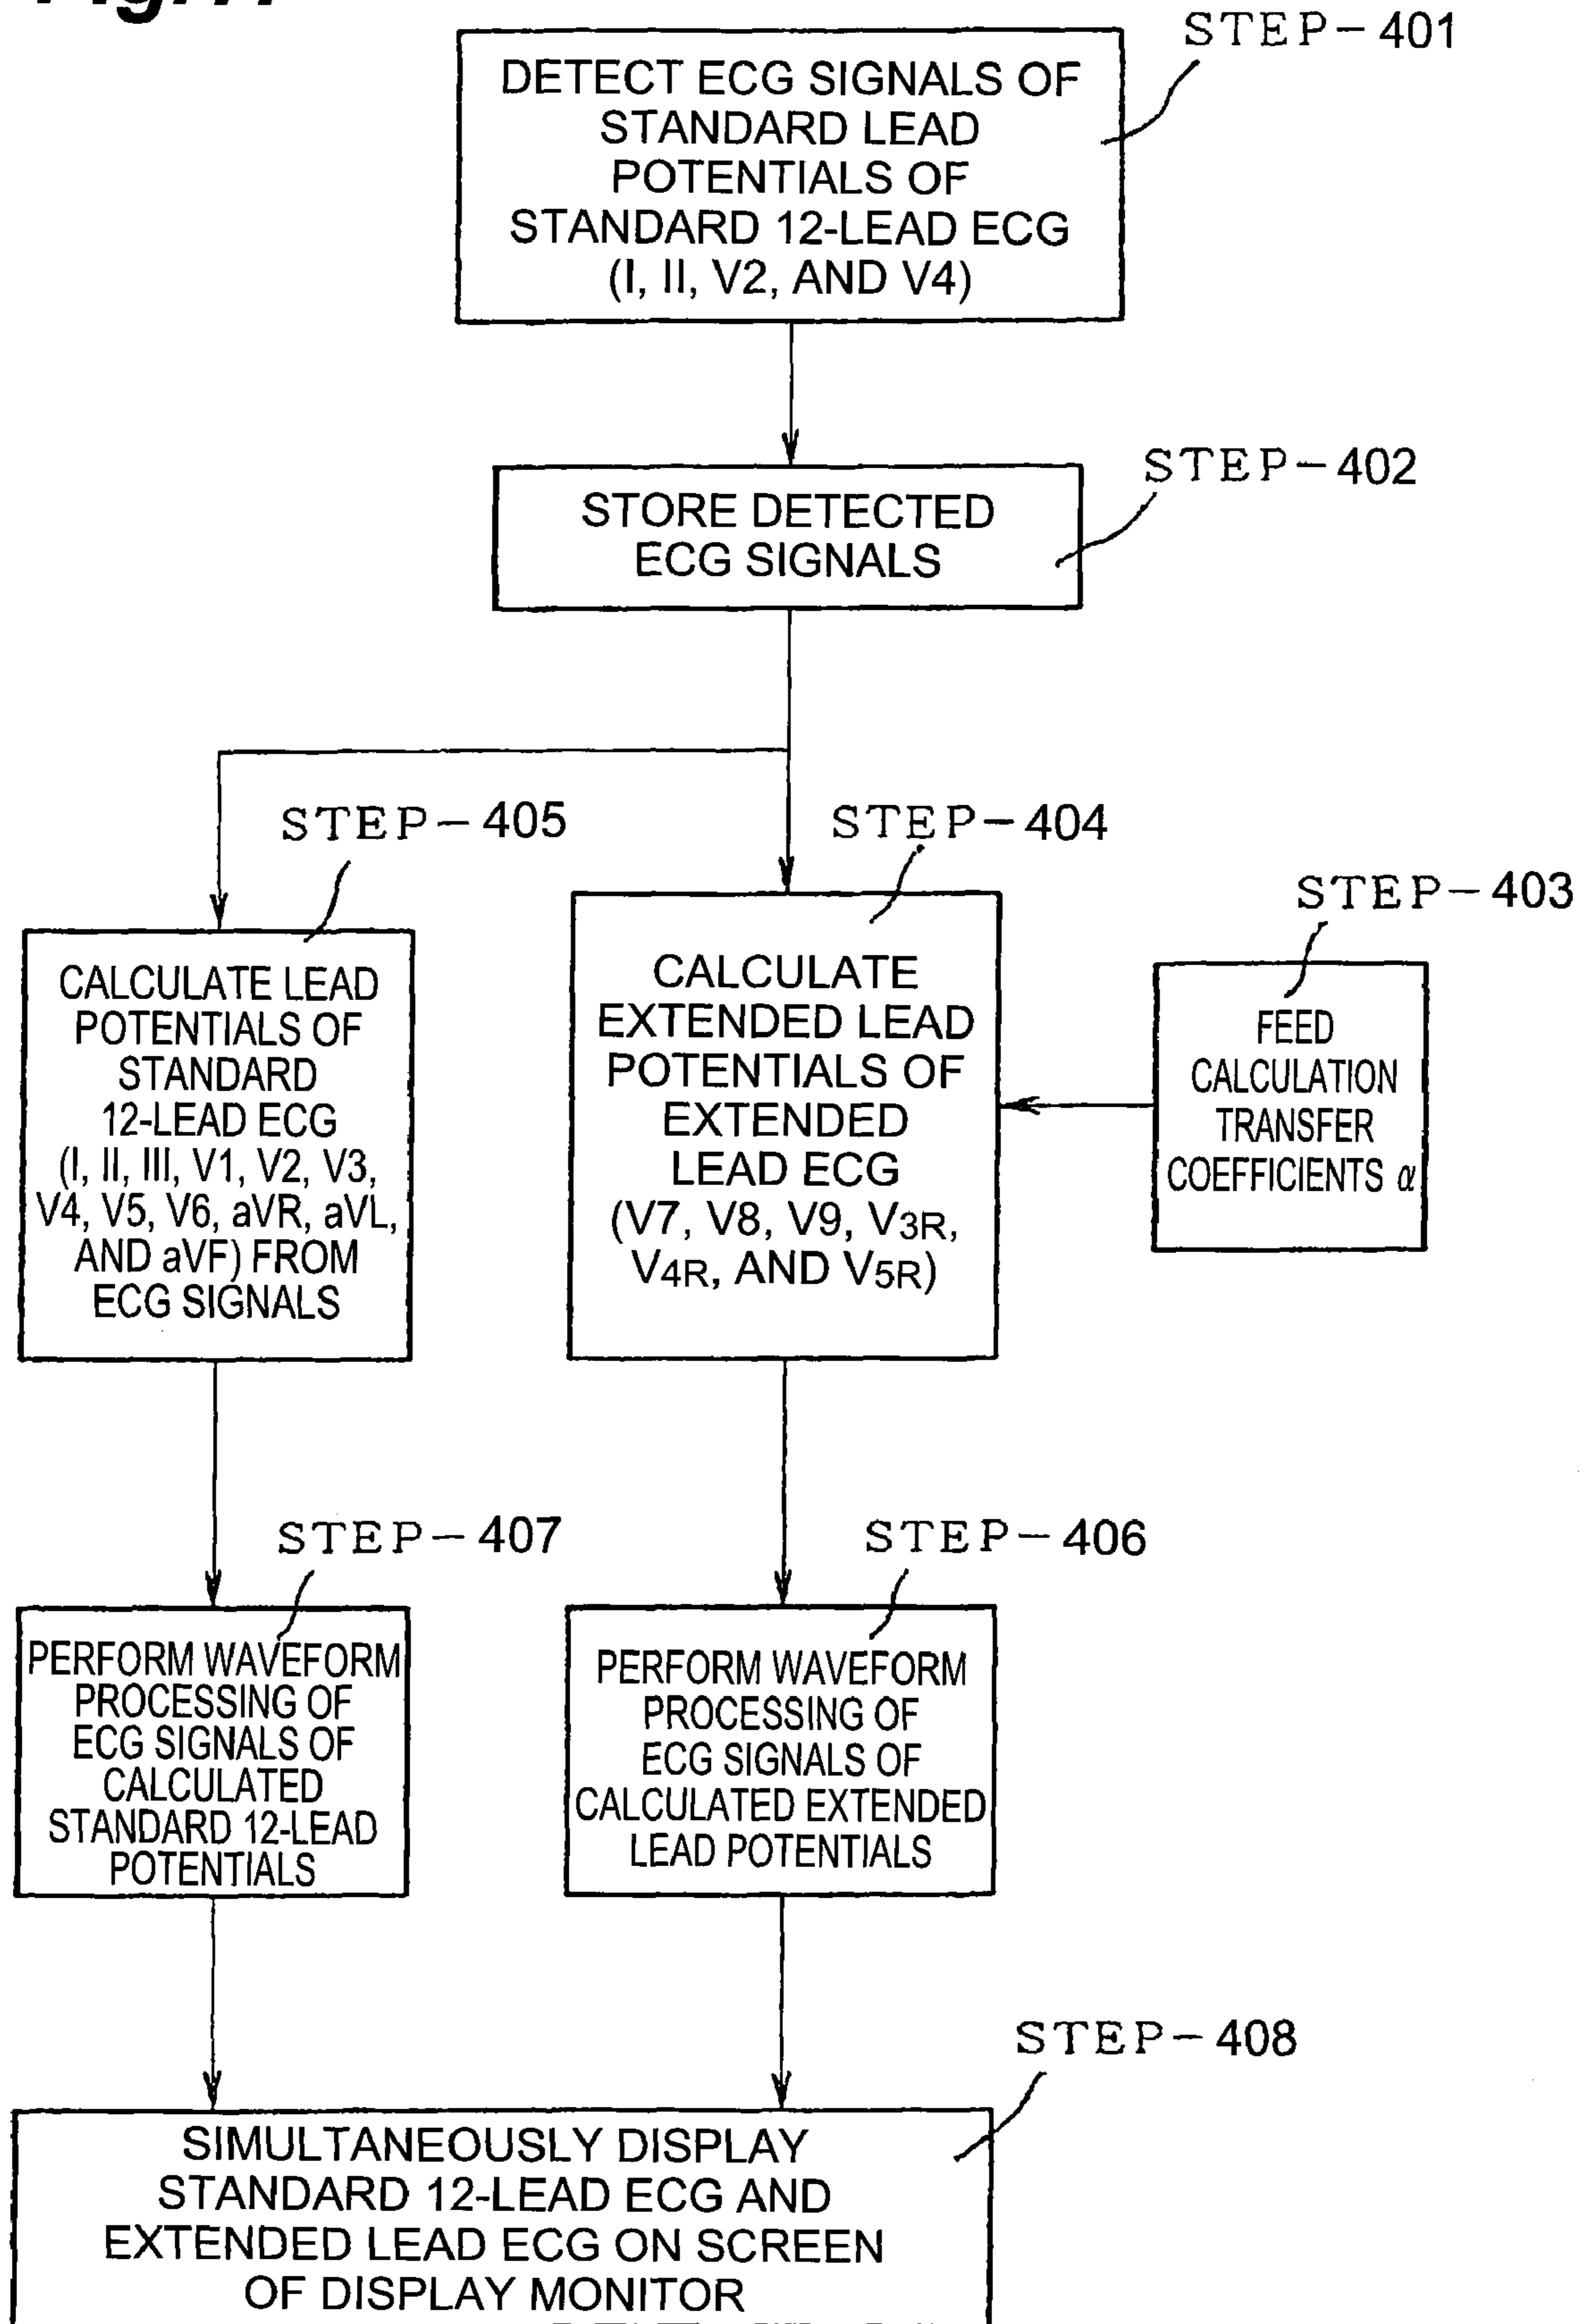 STEP-401
DETECT ECG SIGNALS OF
STANDARD LEAD
POTENTIALS OF
STANDARD 12-LEAD ECG
(I, II, V2, AND V4)
STEP-402
STORE DETECTED
ECG SIGNALS
STEP-405
CALCULATE LEAD
POTENTIALS OF
STANDARD
12-LEAD ECG
(I, II, III, V1, V2, V3,
V4, V5, V6, aVR, aVL,
AND aVF) FROM
ECG SIGNALS
STEP-404
CALCULATE
EXTENDED LEAD
POTENTIALS OF
EXTENDED
LEAD ECG
(V7, V8, V9, V3R,
V4R, AND V5R)
STEP-403
FEED
CALCULATION
TRANSFER
COEFFICIENTS α
STEP-407
PERFORM WAVEFORM
PROCESSING OF
ECG SIGNALS OF
CALCULATED
STANDARD 12-LEAD
POTENTIALS
STEP-406
PERFORM WAVEFORM
PROCESSING OF
ECG SIGNALS OF
CALCULATED EXTENDED
LEAD POTENTIALS
STEP-408
SIMULTANEOUSLY DISPLAY
STANDARD 12-LEAD ECG AND
EXTENDED LEAD ECG ON SCREEN
OF DISPLAY MONITOR